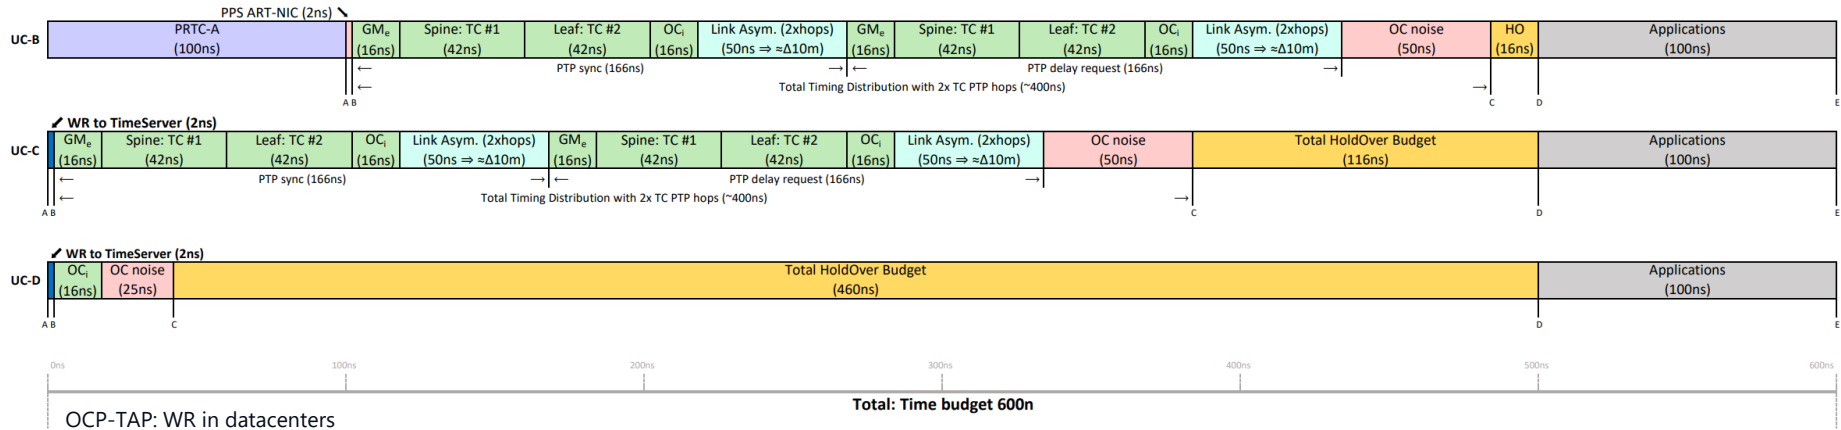 PPS ART-NIC (2ns)
UC-B
PRTC-A
(100ns)
GMe
(16ns)
Spine: TC #1
(42ns)
Leaf: TC #2
(42ns)
OCi
(16ns)
Link Asym. (2xhops)
(50ns ⇒ ≈Δ10m)
GMe
(16ns)
Spine: TC #1
(42ns)
Leaf: TC #2
(42ns)
OCi
(16ns)
Link Asym. (2xhops)
(50ns ⇒ ≈Δ10m)
OC noise
(50ns)
HO
(16ns)
Applications
(100ns)
← PTP sync (166ns) →
PTP delay request (166ns) →
← Total Timing Distribution with 2x TC PTP hops (~400ns) →
A B C D E
WR to TimeServer (2ns)
UC-C
GMe
(16ns)
Spine: TC #1
(42ns)
Leaf: TC #2
(42ns)
OCi
(16ns)
Link Asym. (2xhops)
(50ns ⇒ ≈Δ10m)
GMe
(16ns)
Spine: TC #1
(42ns)
Leaf: TC #2
(42ns)
OCi
(16ns)
Link Asym. (2xhops)
(50ns ⇒ ≈Δ10m)
OC noise
(50ns)
Total HoldOver Budget
(116ns)
Applications
(100ns)
← PTP sync (166ns) →
← PTP delay request (166ns) →
← Total Timing Distribution with 2x TC PTP hops (~400ns) →
A B C D E
WR to TimeServer (2ns)
UC-D
OCi
(16ns)
OC noise
(25ns)
Total HoldOver Budget
(460ns)
Applications
(100ns)
A B C D E
0ns 100ns 200ns 300ns 400ns 500ns 600ns
Total: Time budget 600n
OCP-TAP: WR in datacenters